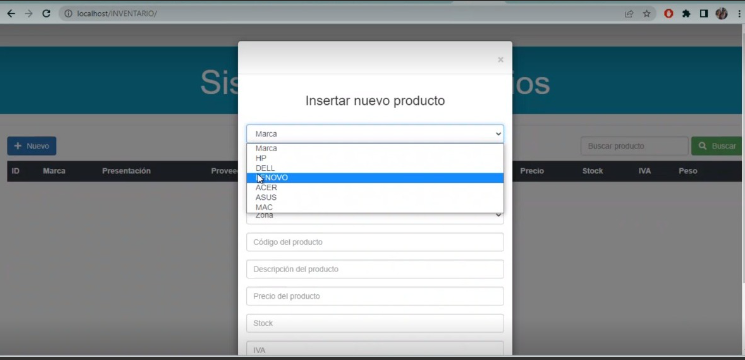 localhost/INVENTARIO/
×
Sis
ios
Insertar nuevo producto
+ Nuevo
Marca
Buscar producto
Buscar
Marca
HP
DELL
LENOVO
ACER
ASUS
MAC
ID Marca Presentación Provee Precio Stock IVA Peso
Zona
Código del producto
Descripción del producto
Precio del producto
Stock
IVA